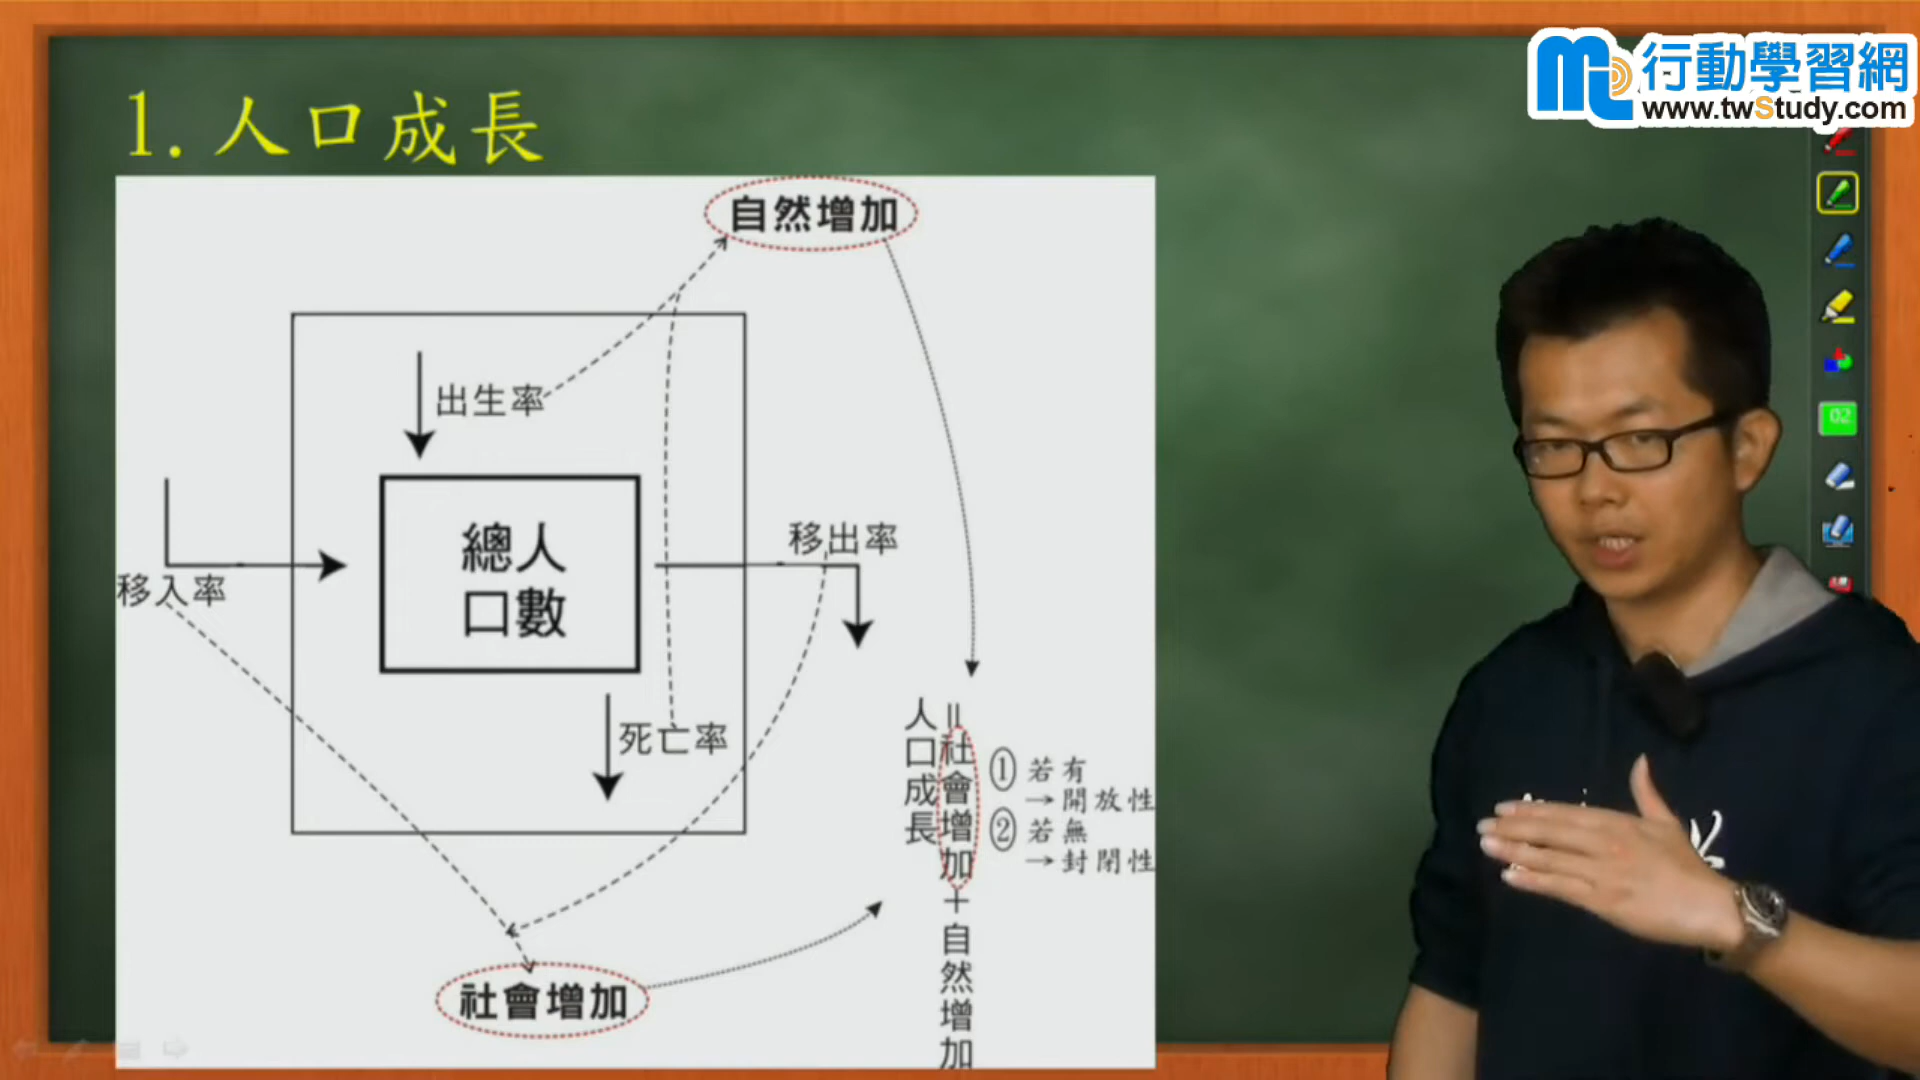 行動學習網
www.twStudy.com
1.人口成長
自然增加
出生率
移出率
總人
口數
移入率
死亡率
人口成長
=社會增加+自然增加
①若有
→開放性
②若無
→封閉性
社會增加
02